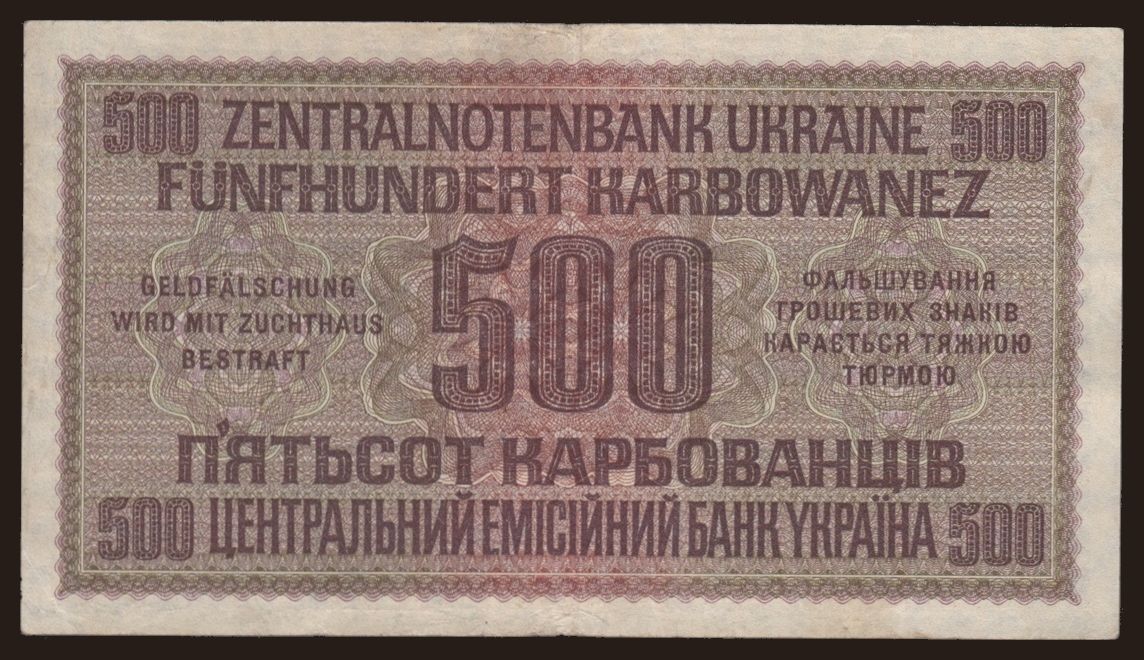 500 ZENTRALNOTENBANK UKRAINE 500
FÜNFHUNDERT KARBOWANEZ
500
GELDFÄLSCHUNG
WIRD MIT ZUCHTHAUS
BESTRAFT
ФАЛЬШУВАННЯ
ГРОШЕВИХ ЗНАКІВ
КАРАЄТЬСЯ ТЯЖКОЮ
ТЮРМОЮ
П'ЯТЬСОТ КАРБОВАНЦІВ
500 ЦЕНТРАЛЬНИЙ ЕМІСІЙНИЙ БАНК УКРАЇНА 500